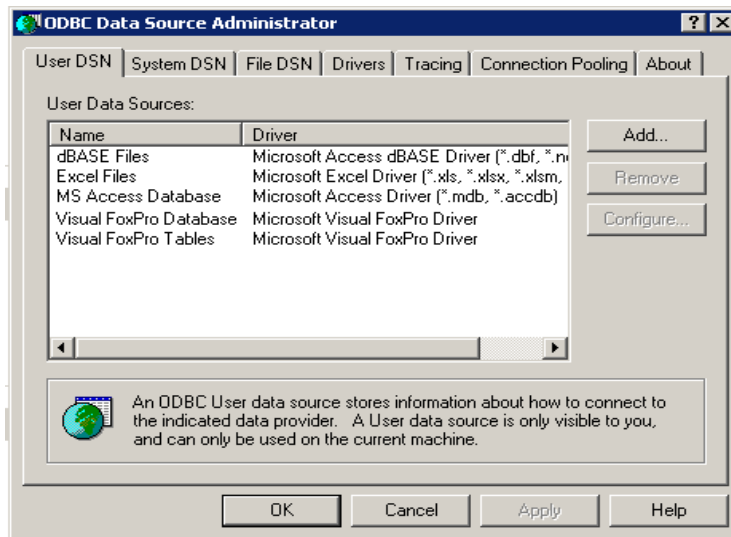 ODBC Data Source Administrator
User DSN System DSN File DSN Drivers Tracing Connection Pooling About
User Data Sources:
Name Driver
dBASE Files Microsoft Access dBASE Driver (*.dbf, *.n
Excel Files Microsoft Excel Driver (*.xls, *.xlsx, *.xlsm,
MS Access Database Microsoft Access Driver (*.mdb, *.accdb)
Visual FoxPro Database Microsoft Visual FoxPro Driver
Visual FoxPro Tables Microsoft Visual FoxPro Driver
Add...
Remove
Configure...
An ODBC User data source stores information about how to connect to
the indicated data provider. A User data source is only visible to you,
and can only be used on the current machine.
OK Cancel Apply Help